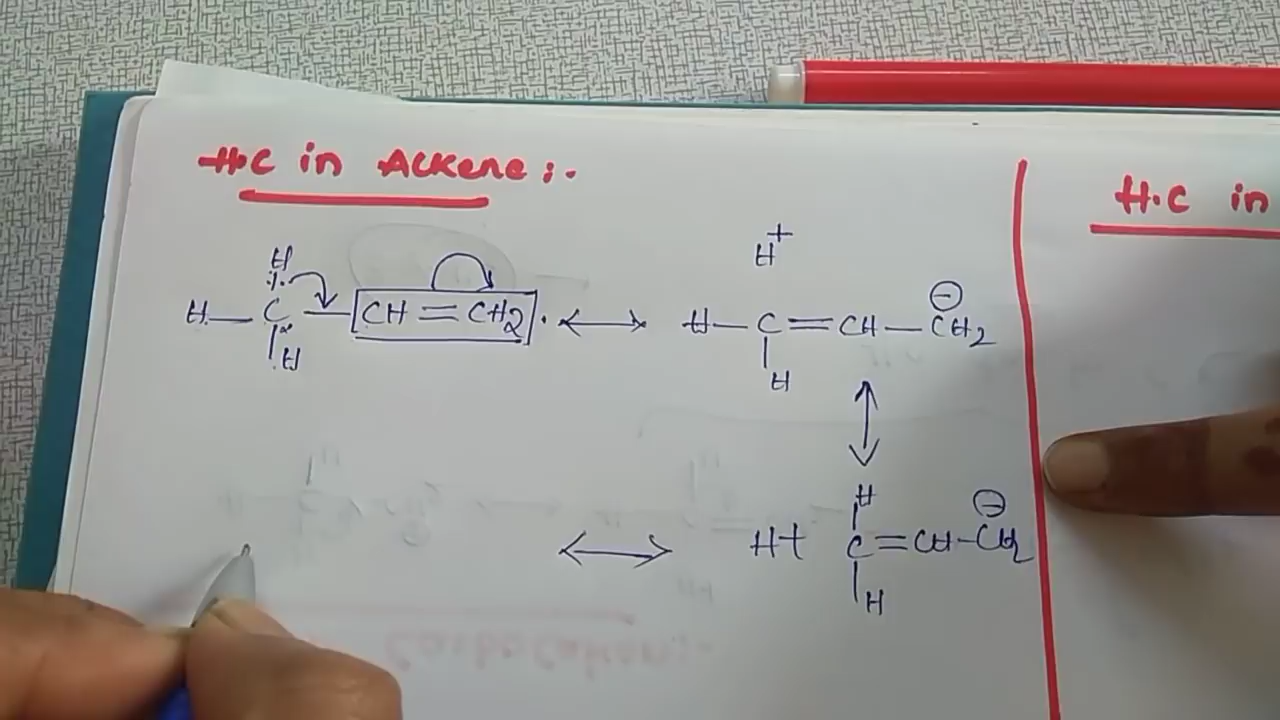 H.C in Alkene :-
H.C in
H
H — C — CH = CH2 . ⟷
H
H+
H — C = CH — CH2 ⊖
H
↕
⟷ H+
H
C = CH - CH2 ⊖
H